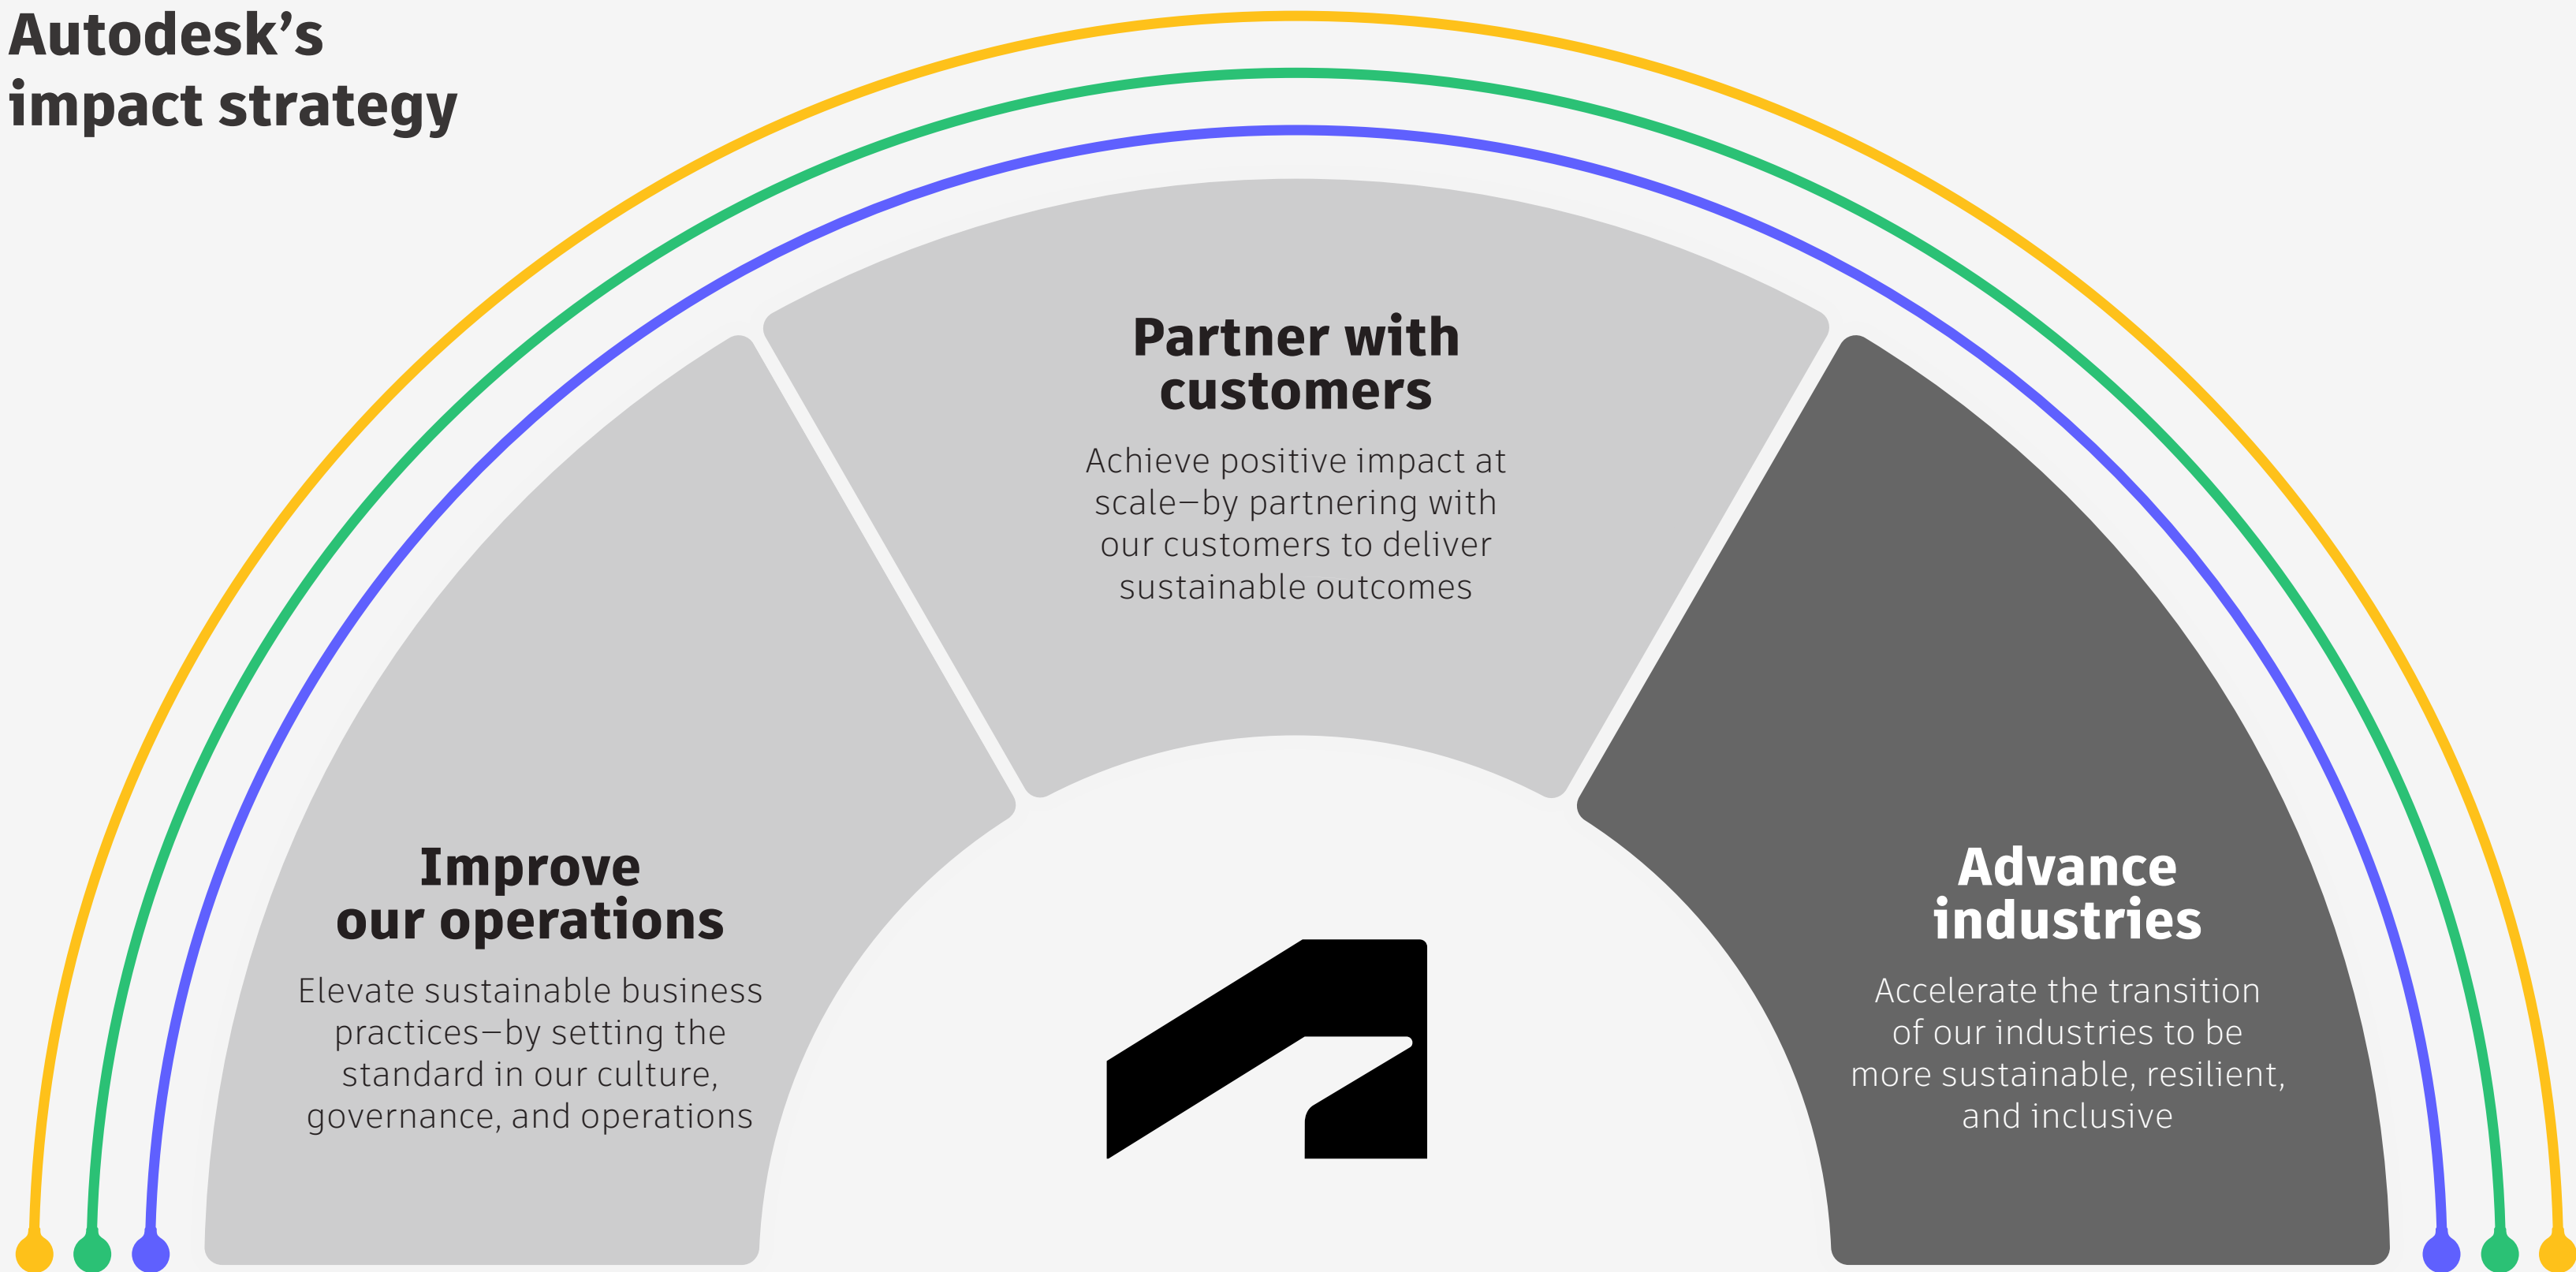 Autodesk’s
impact strategy
Partner with
customers
Achieve positive impact at
scale—by partnering with
our customers to deliver
sustainable outcomes
Improve
our operations
Elevate sustainable business
practices—by setting the
standard in our culture,
governance, and operations
Advance
industries
Accelerate the transition
of our industries to be
more sustainable, resilient,
and inclusive